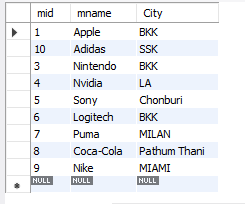 mid mname City
1 Apple BKK
10 Adidas SSK
3 Nintendo BKK
4 Nvidia LA
5 Sony Chonburi
6 Logitech BKK
7 Puma MILAN
8 Coca-Cola Pathum Thani
9 Nike MIAMI
NULL NULL NULL